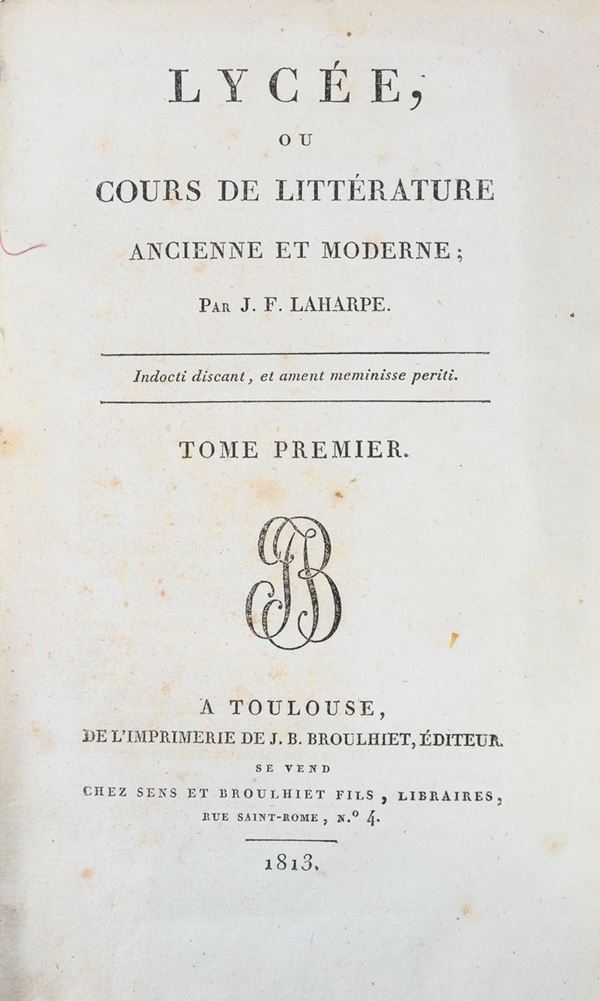 LYCÉE,
OU
COURS DE LITTÉRATURE
ANCIENNE ET MODERNE;
PAR J. F. LAHARPE.
Indocti discant, et ament meminisse periti.
TOME PREMIER.
JB
A TOULOUSE,
DE L'IMPRIMERIE DE J. B. BROULHIET, ÉDITEUR.
SE VEND
CHEZ SENS ET BROULHIET FILS, LIBRAIRES,
RUE SAINT-ROME, N.º 4.
1813.